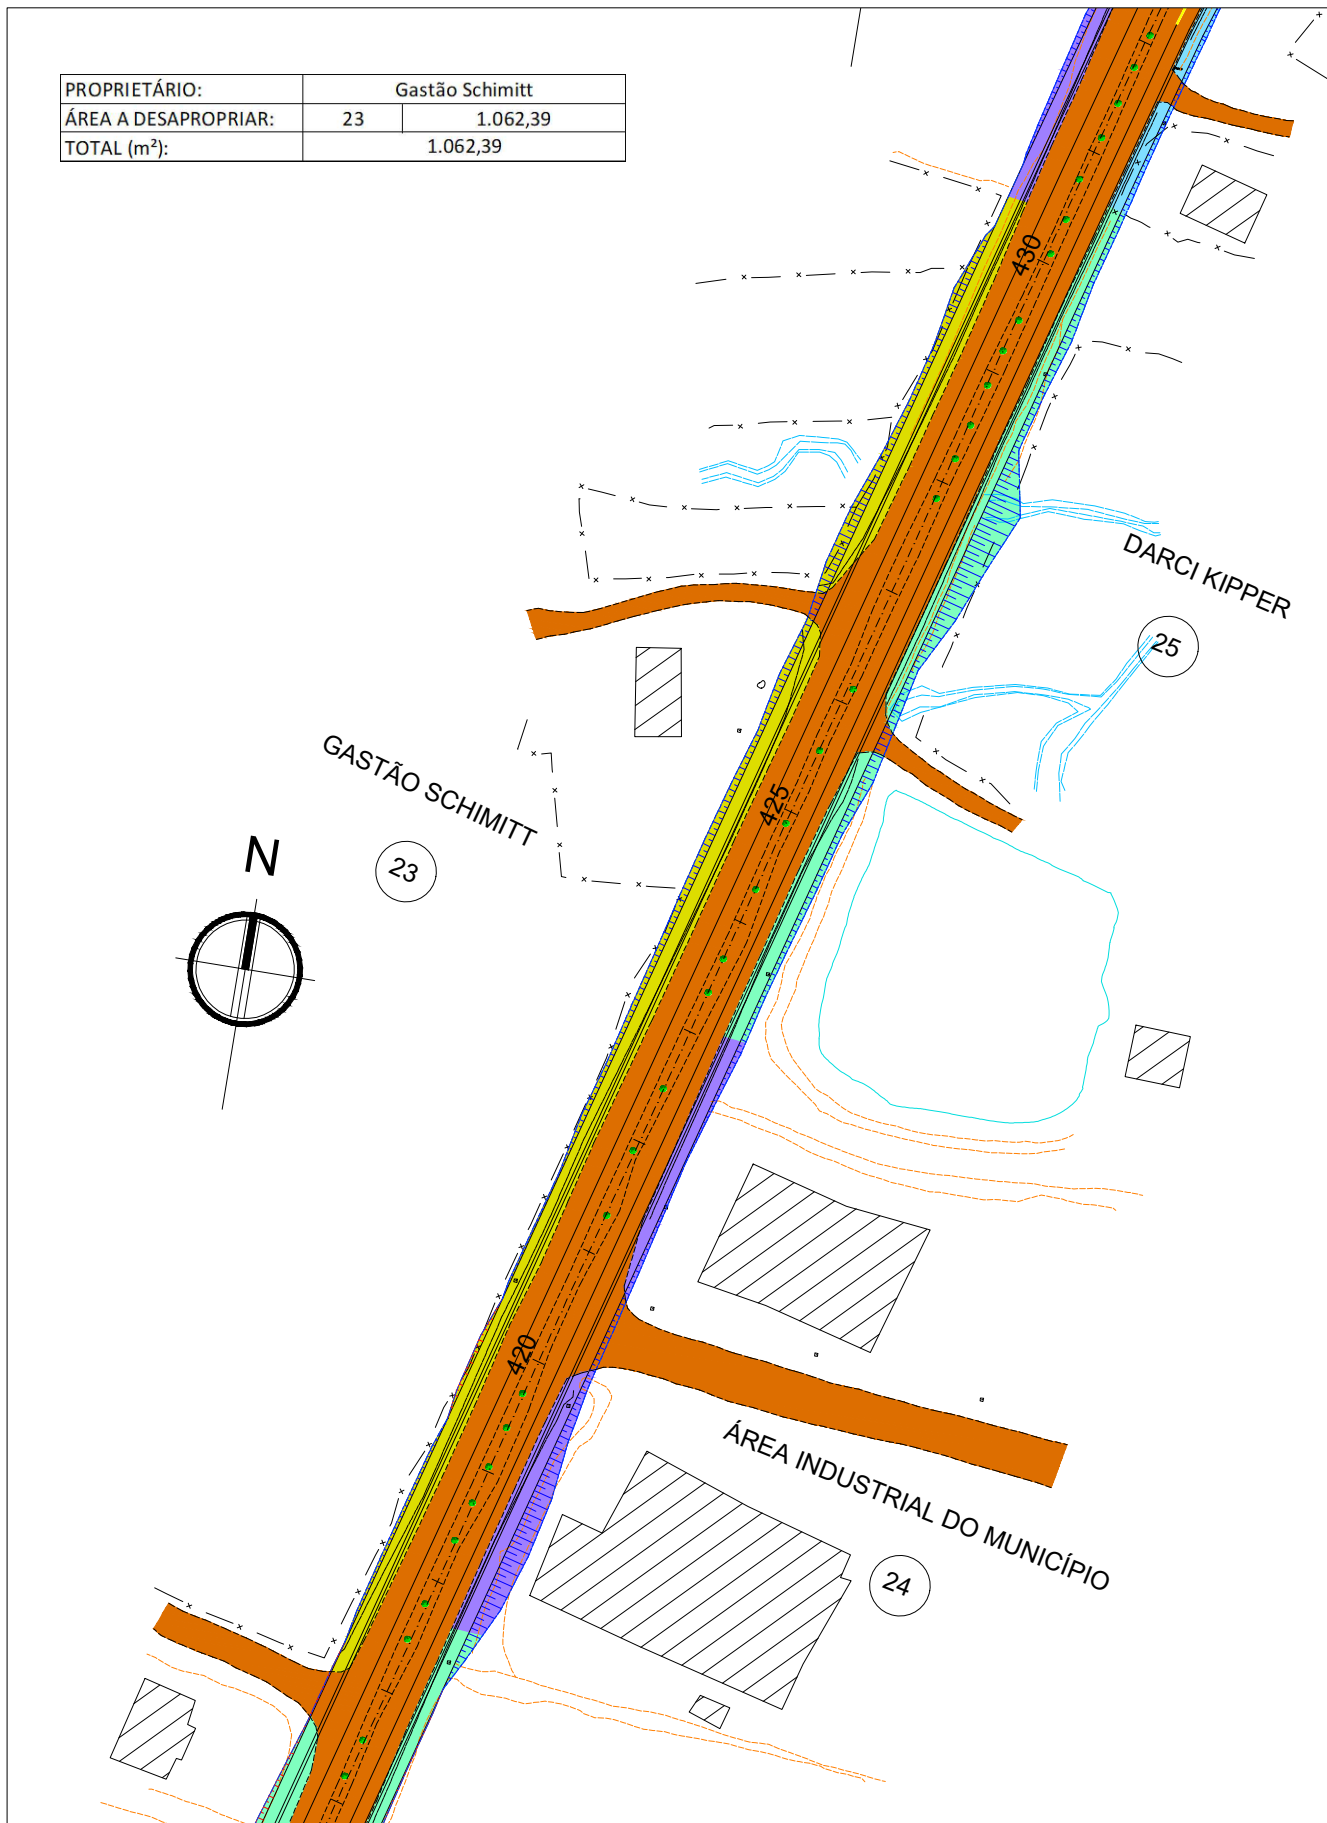 PROPRIETÁRIO: Gastão Schimitt
ÁREA A DESAPROPRIAR: 23 1.062,39
TOTAL (m²): 1.062,39
430
DARCI KIPPER
25
GASTÃO SCHIMITT
425
N
23
420
ÁREA INDUSTRIAL DO MUNICÍPIO
24